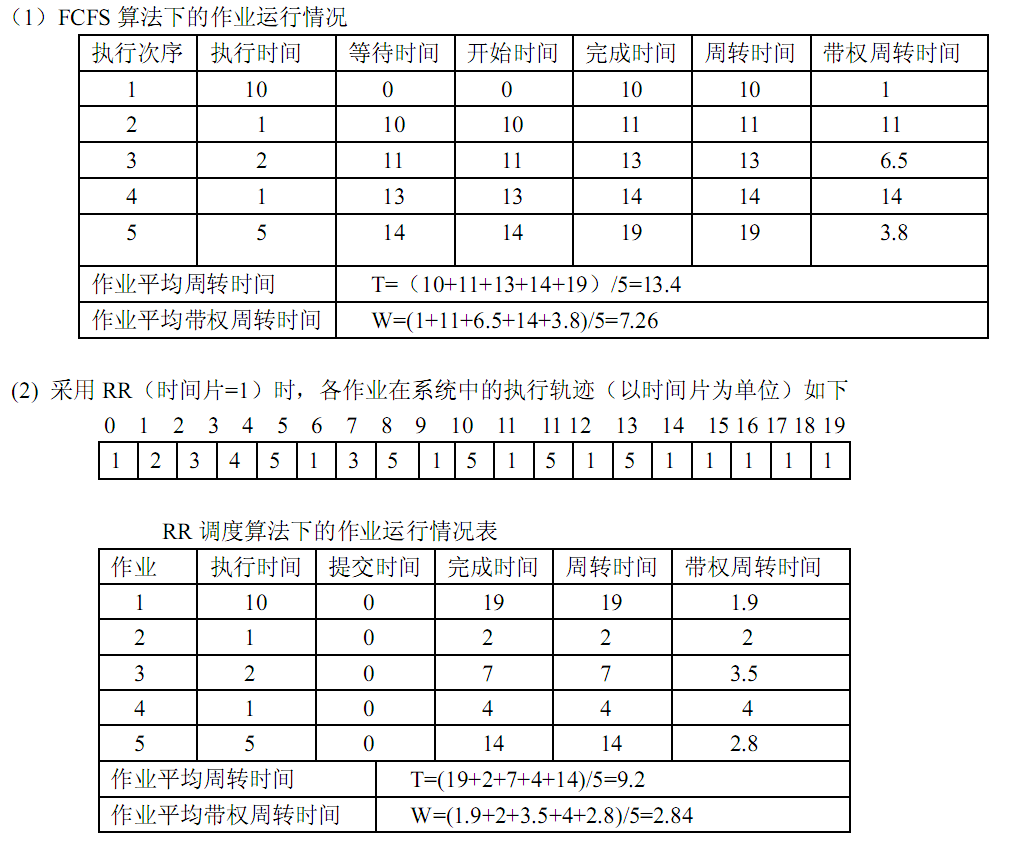 （1）FCFS 算法下的作业运行情况
执行次序 执行时间 等待时间 开始时间 完成时间 周转时间 带权周转时间
1 10 0 0 10 10 1
2 1 10 10 11 11 11
3 2 11 11 13 13 6.5
4 1 13 13 14 14 14
5 5 14 14 19 19 3.8
作业平均周转时间 T=（10+11+13+14+19）/5=13.4
作业平均带权周转时间 W=(1+11+6.5+14+3.8)/5=7.26
(2) 采用 RR（时间片=1）时，各作业在系统中的执行轨迹（以时间片为单位）如下
0 1 2 3 4 5 6 7 8 9 10 11 11 12 13 14 15 16 17 18 19
1 2 3 4 5 1 3 5 1 5 1 5 1 5 1 1 1 1 1
RR 调度算法下的作业运行情况表
作业 执行时间 提交时间 完成时间 周转时间 带权周转时间
1 10 0 19 19 1.9
2 1 0 2 2 2
3 2 0 7 7 3.5
4 1 0 4 4 4
5 5 0 14 14 2.8
作业平均周转时间 T=(19+2+7+4+14)/5=9.2
作业平均带权周转时间 W=(1.9+2+3.5+4+2.8)/5=2.84